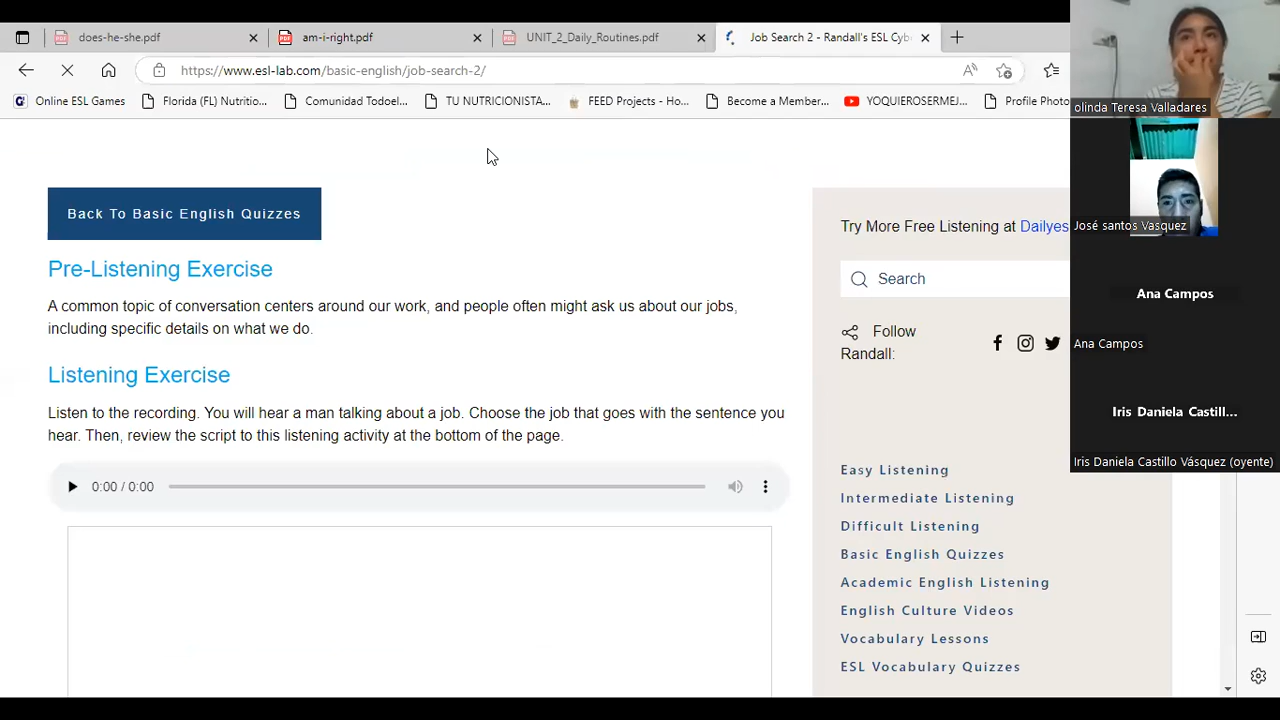 does-he-she.pdf
am-i-right.pdf
UNIT_2_Daily_Routines.pdf
Job Search 2 - Randall's ESL Cyb
https://www.esl-lab.com/basic-english/job-search-2/
Online ESL Games
Florida (FL) Nutritio...
Comunidad Todoel...
TU NUTRICIONISTA...
FEED Projects - Ho...
Become a Member...
YOQUIEROSERMEJ...
Profile Photo
Back To Basic English Quizzes
Pre-Listening Exercise
A common topic of conversation centers around our work, and people often might ask us about our jobs,
including specific details on what we do.
Listening Exercise
Listen to the recording. You will hear a man talking about a job. Choose the job that goes with the sentence you
hear. Then, review the script to this listening activity at the bottom of the page.
0:00 / 0:00
Try More Free Listening at Dailyes
Search
Follow
Randall:
Easy Listening
Intermediate Listening
Difficult Listening
Basic English Quizzes
Academic English Listening
English Culture Videos
Vocabulary Lessons
ESL Vocabulary Quizzes
olinda Teresa Valladares
José santos Vasquez
Ana Campos
Ana Campos
Iris Daniela Castill...
Iris Daniela Castillo Vásquez (oyente)